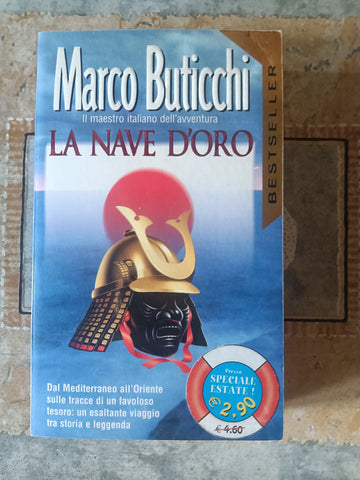 Marco Buticchi
Il maestro italiano dell'avventura
LA NAVE D'ORO
BESTSELLER
Dal Mediterraneo all'Oriente
sulle tracce di un favoloso
tesoro: un esaltante viaggio
tra storia e leggenda
Prezzo
SPECIALE
ESTATE !
€ 2,90
€ 4.60